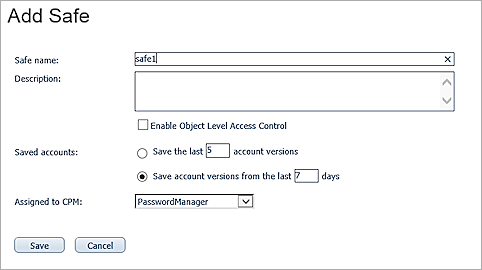 Add Safe
Safe name: safe1
Description:
Enable Object Level Access Control
Saved accounts: Save the last 5 account versions
Save account versions from the last 7 days
Assigned to CPM: PasswordManager
Save Cancel